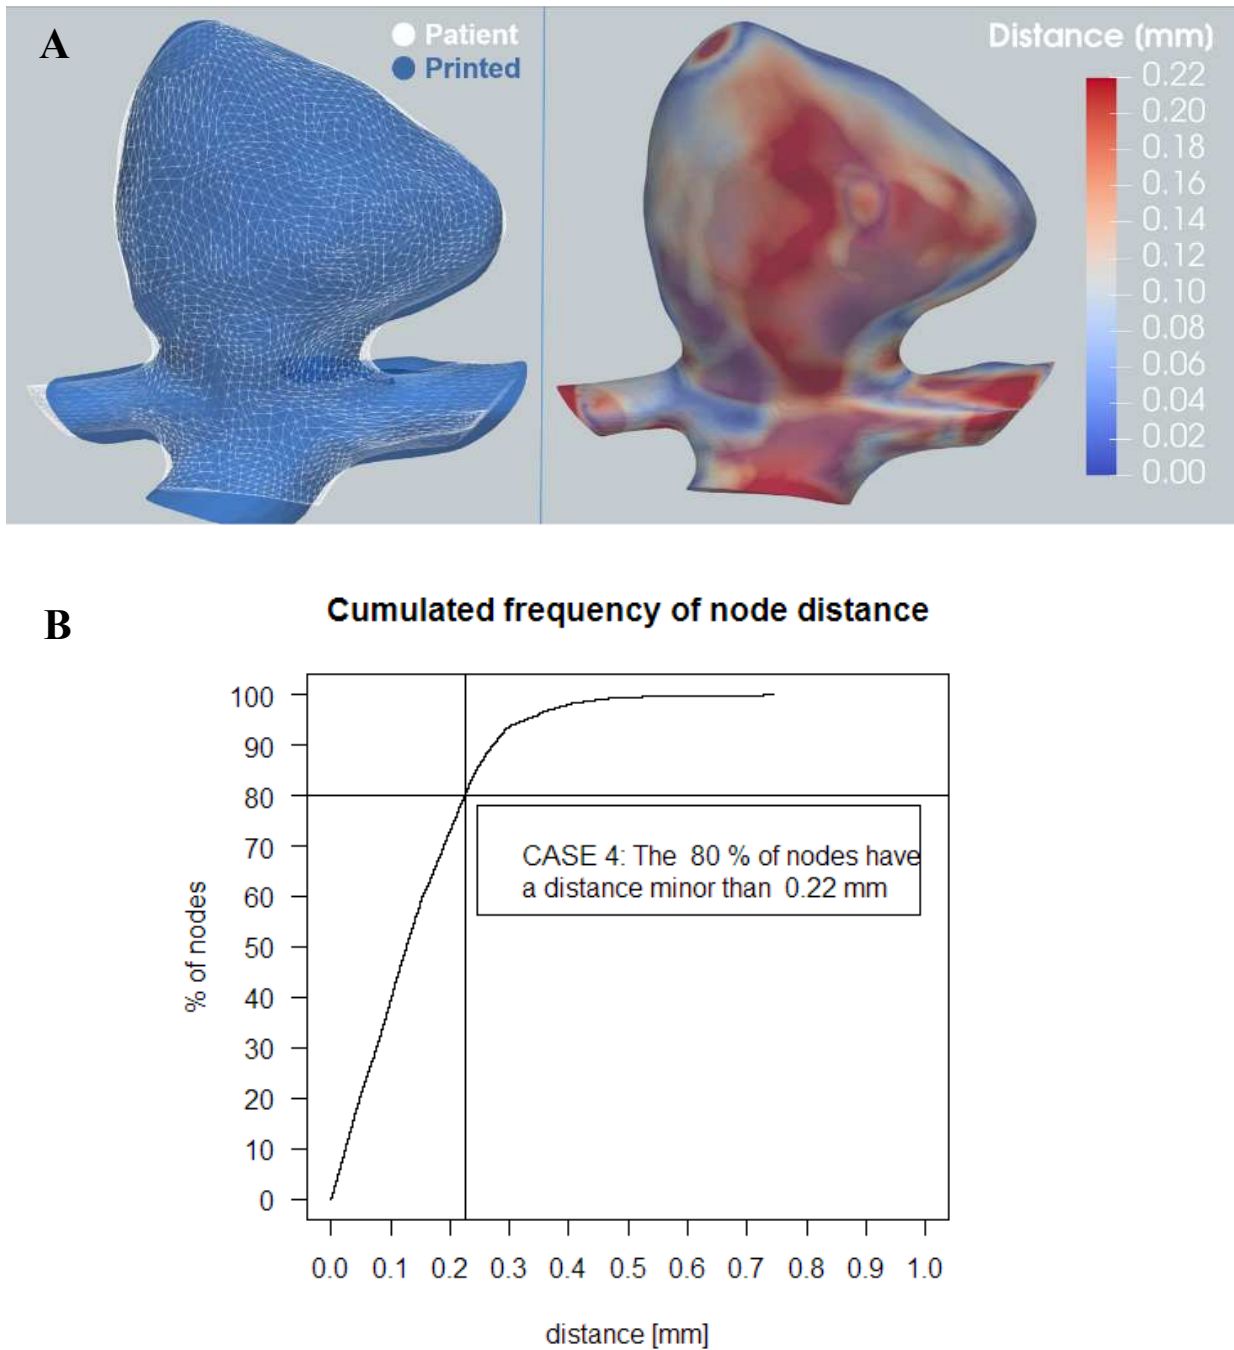 A
Patient
Printed
Distance (mm)
0.22
0.20
0.18
0.16
0.14
0.12
0.10
0.08
0.06
0.04
0.02
0.00
B
Cumulated frequency of node distance
100
90
80
70
60
50
40
30
20
10
0
% of nodes
CASE 4: The 80 % of nodes have
a distance minor than 0.22 mm
0.0 0.1 0.2 0.3 0.4 0.5 0.6 0.7 0.8 0.9 1.0
distance [mm]